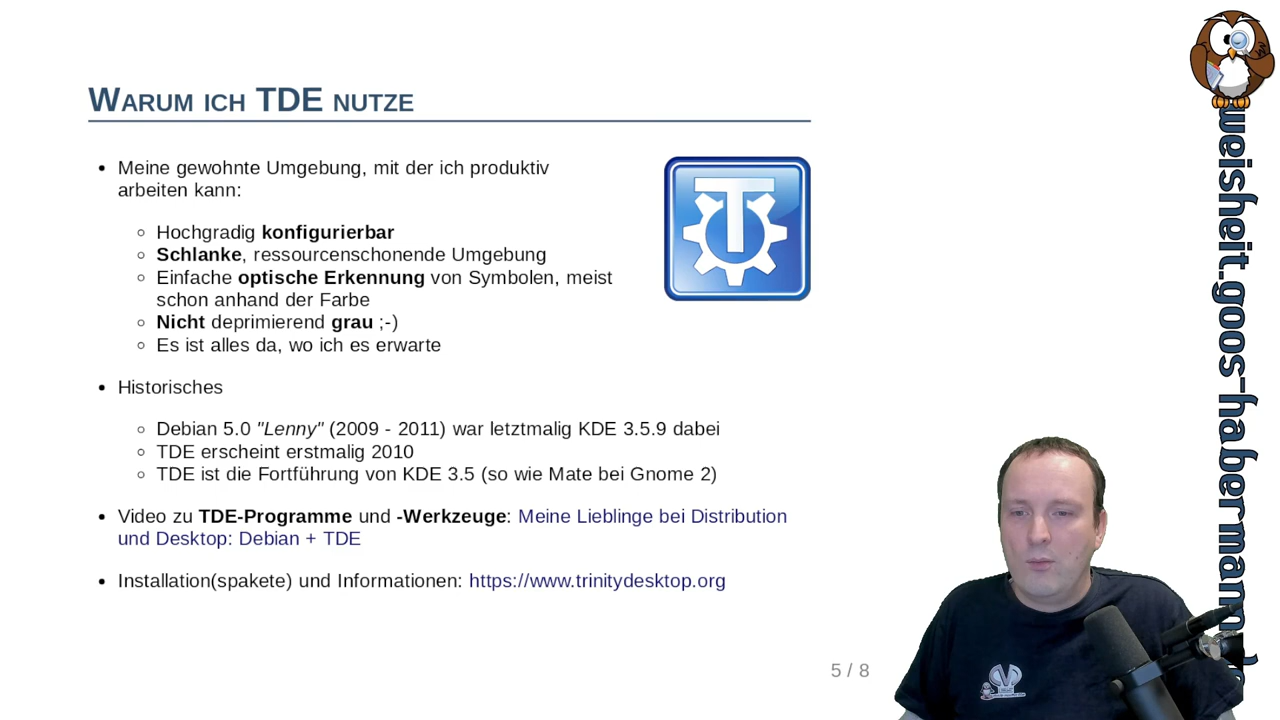 WARUM ICH TDE NUTZE
• Meine gewohnte Umgebung, mit der ich produktiv
arbeiten kann:
◦ Hochgradig konfigurierbar
◦ Schlanke, ressourcenschonende Umgebung
◦ Einfache optische Erkennung von Symbolen, meist
schon anhand der Farbe
◦ Nicht deprimierend grau ;-)
◦ Es ist alles da, wo ich es erwarte
• Historisches
◦ Debian 5.0 "Lenny" (2009 - 2011) war letztmalig KDE 3.5.9 dabei
◦ TDE erscheint erstmalig 2010
◦ TDE ist die Fortführung von KDE 3.5 (so wie Mate bei Gnome 2)
• Video zu TDE-Programme und -Werkzeuge: Meine Lieblinge bei Distribution
und Desktop: Debian + TDE
• Installation(spakete) und Informationen: https://www.trinitydesktop.org
5 / 8
T
weisheit.goos-habermann